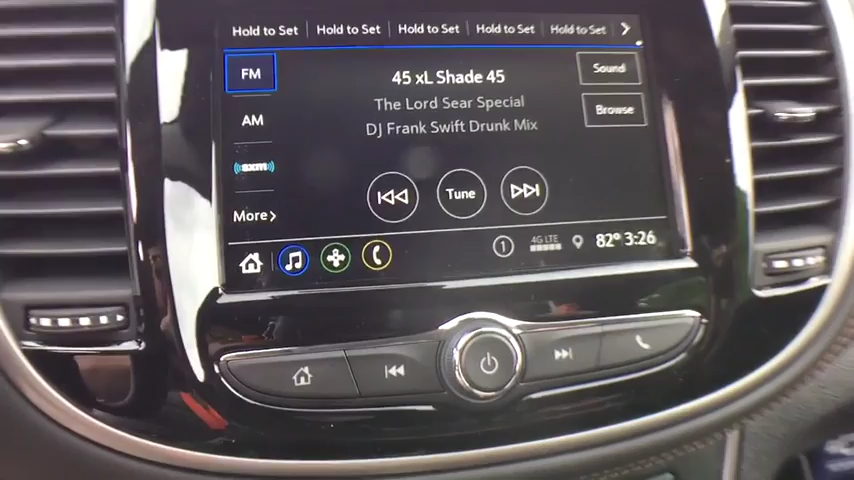 Hold to Set Hold to Set Hold to Set Hold to Set Hold to Set
FM
45 xL Shade 45
Sound
The Lord Sear Special
AM
DJ Frank Swift Drunk Mix
Browse
sxm
Tune
More
1 4G LTE 82° 3:26